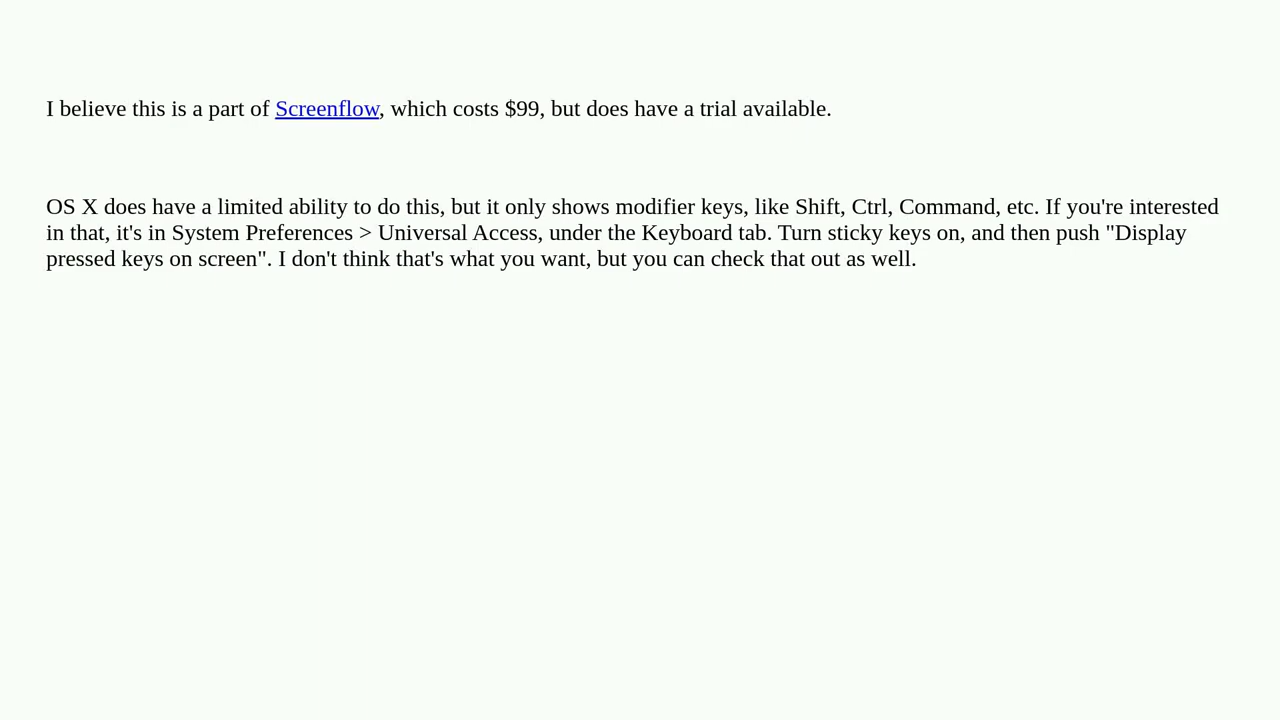 I believe this is a part of Screenflow, which costs $99, but does have a trial available.
OS X does have a limited ability to do this, but it only shows modifier keys, like Shift, Ctrl, Command, etc. If you're interested
in that, it's in System Preferences > Universal Access, under the Keyboard tab. Turn sticky keys on, and then push "Display
pressed keys on screen". I don't think that's what you want, but you can check that out as well.